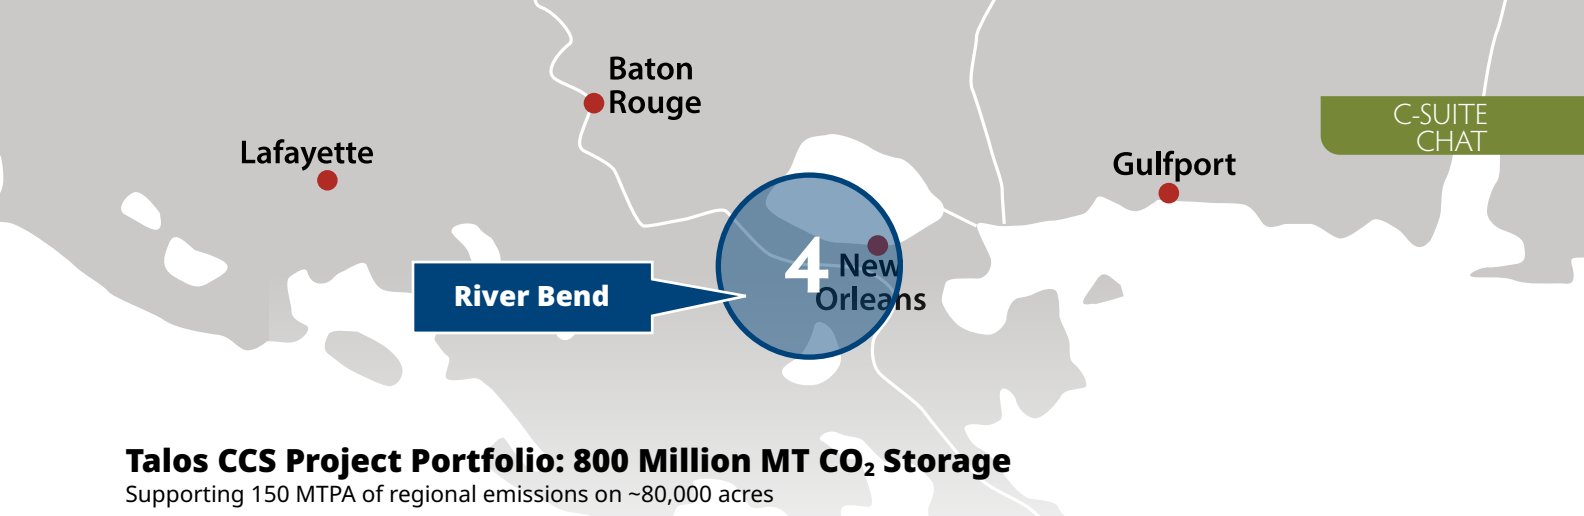 Baton
Rouge
C-SUITE
CHAT
Lafayette
Gulfport
4
New
Orleans
River Bend
Talos CCS Project Portfolio: 800 Million MT CO₂ Storage
Supporting 150 MTPA of regional emissions on ~80,000 acres